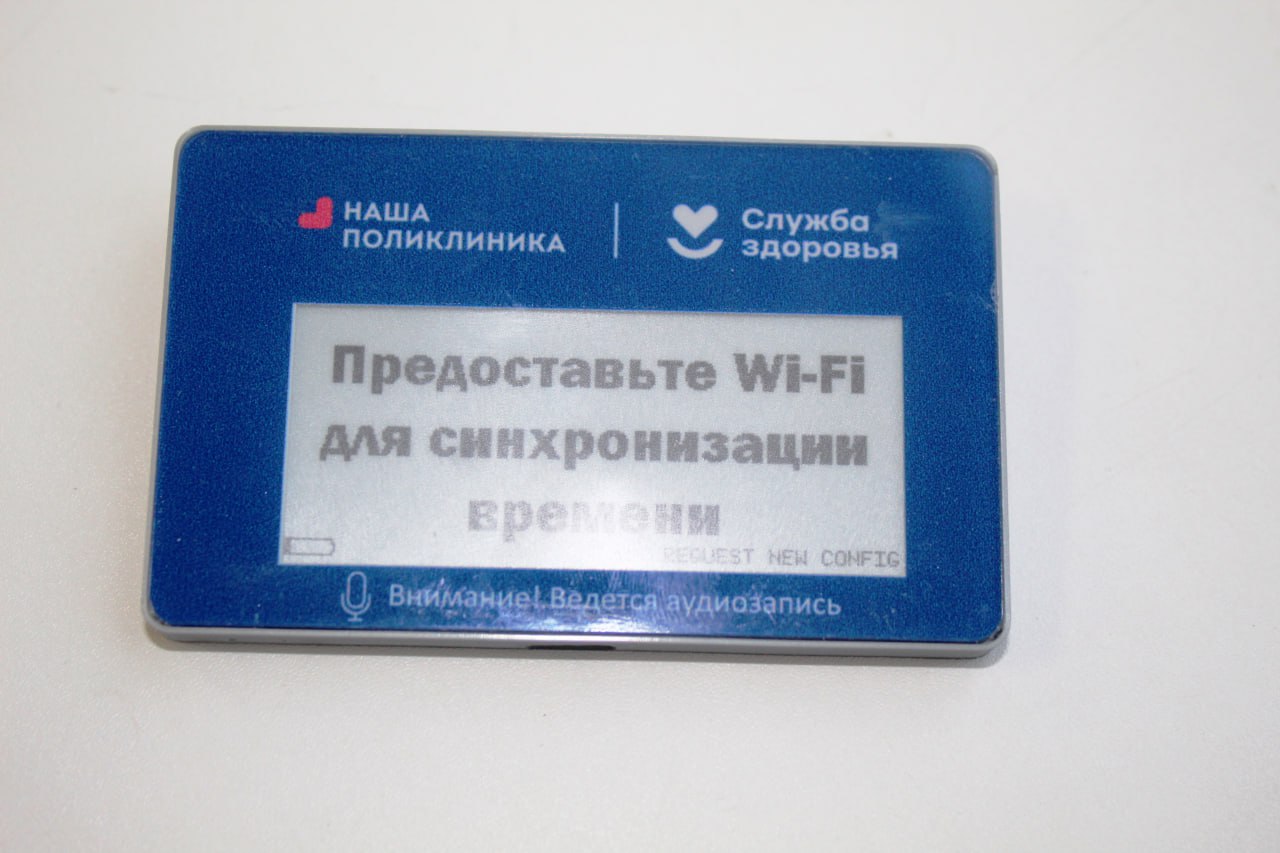 НАША
ПОЛИКЛИНИКА
Служба
здоровья
Предоставьте Wi-Fi
для синхронизации
времени
REQUEST NEW CONFIG
Внимание! Ведется аудиозапись